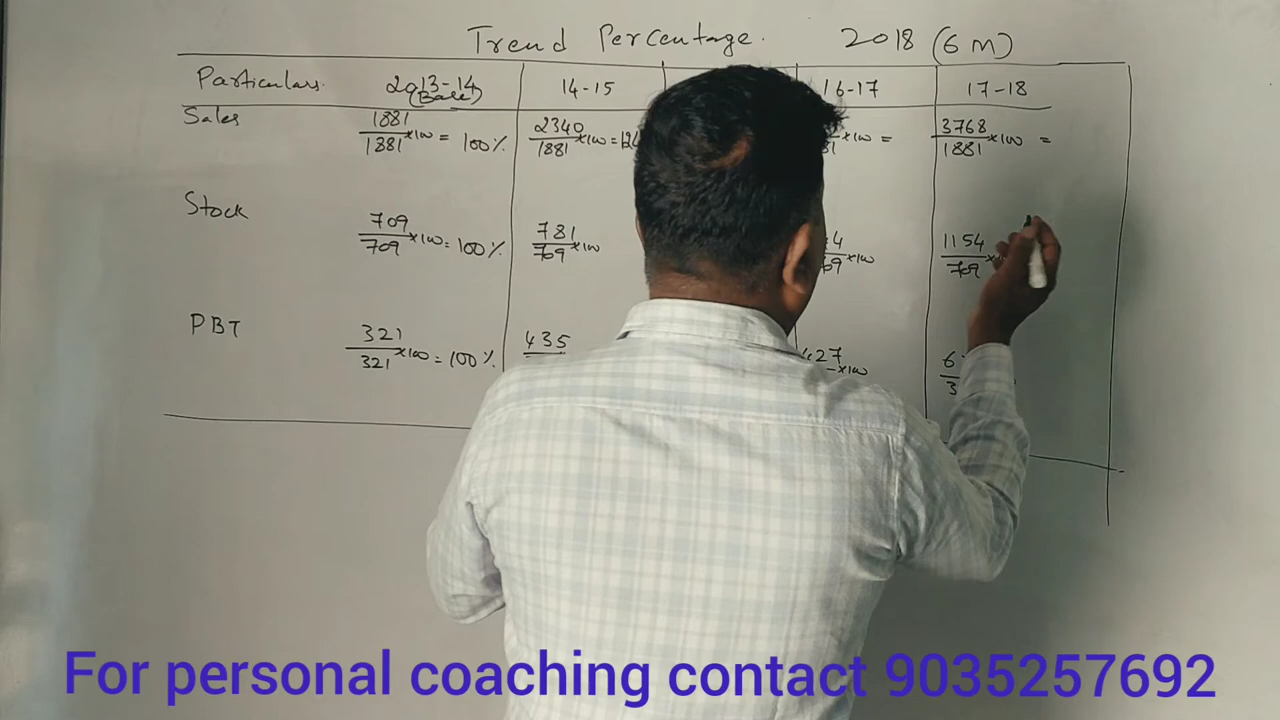 Trend Percentage. 2018 (6 M)
Particulars. 2013-14 (Base) 14-15 16-17 17-18
Sales 1881/1881 ×100 = 100% 2340/1881 ×100 = 124 ×100 = 3768/1881 ×100 =
Stock 709/709 ×100 = 100% 781/709 ×100 ×100 1154/709
PBT 321/321 ×100 = 100% 435 427 ×100
For personal coaching contact 9035257692